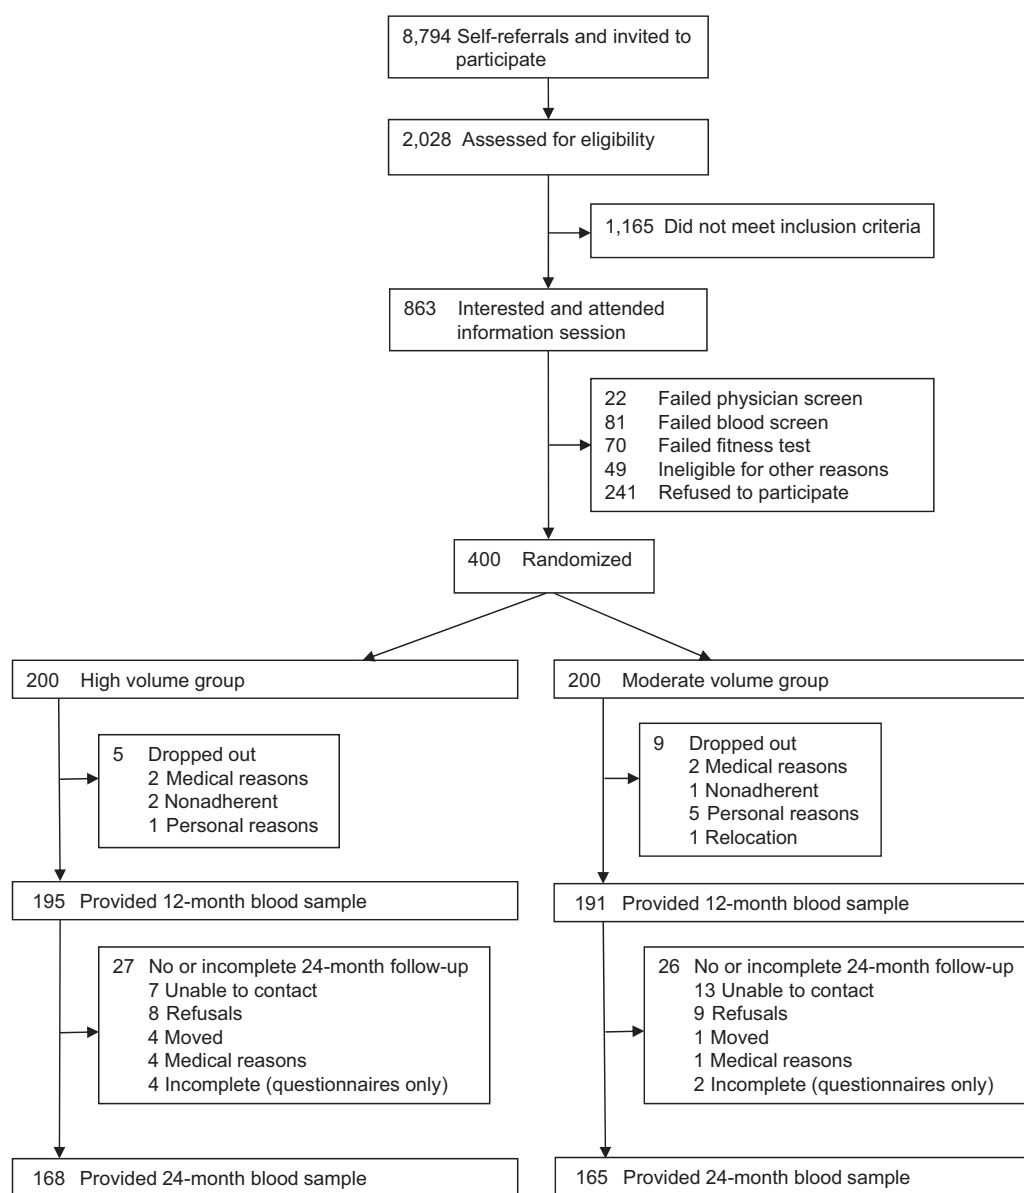 8,794 Self-referrals and invited to
participate
2,028 Assessed for eligibility
1,165 Did not meet inclusion criteria
863 Interested and attended
information session
22 Failed physician screen
81 Failed blood screen
70 Failed fitness test
49 Ineligible for other reasons
241 Refused to participate
400 Randomized
200 High volume group
200 Moderate volume group
5 Dropped out
2 Medical reasons
2 Nonadherent
1 Personal reasons
9 Dropped out
2 Medical reasons
1 Nonadherent
5 Personal reasons
1 Relocation
195 Provided 12-month blood sample
191 Provided 12-month blood sample
27 No or incomplete 24-month follow-up
7 Unable to contact
8 Refusals
4 Moved
4 Medical reasons
4 Incomplete (questionnaires only)
26 No or incomplete 24-month follow-up
13 Unable to contact
9 Refusals
1 Moved
1 Medical reasons
2 Incomplete (questionnaires only)
168 Provided 24-month blood sample
165 Provided 24-month blood sample